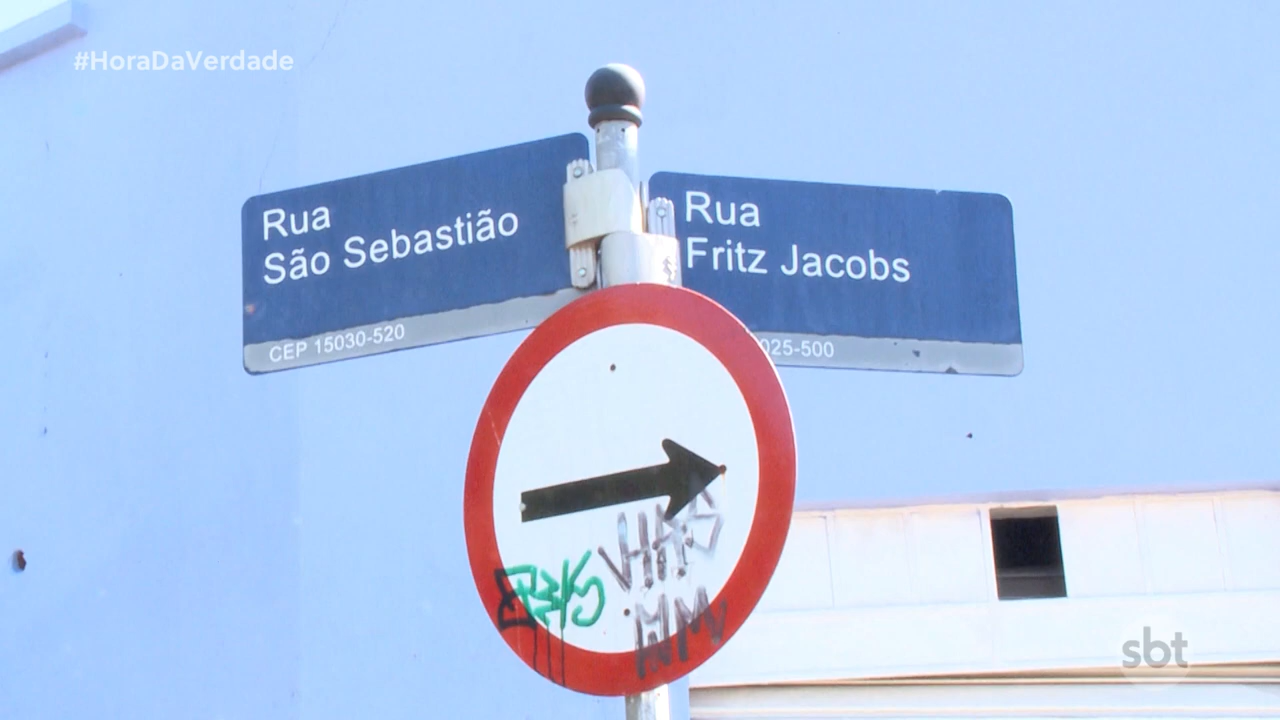 #HoraDaVerdade
Rua
São Sebastião
CEP 15030-520
Rua
Fritz Jacobs
025-500
sbt